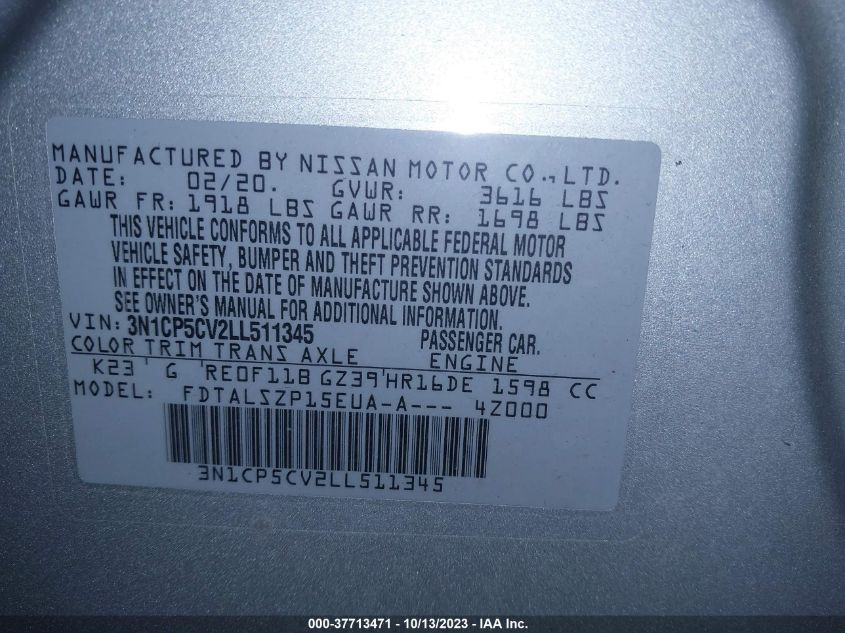 MANUFACTURED BY NISSAN MOTOR CO., LTD.
DATE: 02/20. GVWR: 3616 LBS
GAWR FR: 1918 LBS GAWR RR: 1698 LBS
THIS VEHICLE CONFORMS TO ALL APPLICABLE FEDERAL MOTOR
VEHICLE SAFETY, BUMPER AND THEFT PREVENTION STANDARDS
IN EFFECT ON THE DATE OF MANUFACTURE SHOWN ABOVE.
SEE OWNER'S MANUAL FOR ADDITIONAL INFORMATION.
VIN: 3N1CP5CV2LL511345 PASSENGER CAR.
COLOR TRIM TRANS AXLE ENGINE
K23 G RE0F11B GZ39 HR16DE 1598 CC
MODEL: FDTALSZP15EUA-A--- 4Z000
3N1CP5CV2LL511345
000-37713471 - 10/13/2023 - IAA Inc.